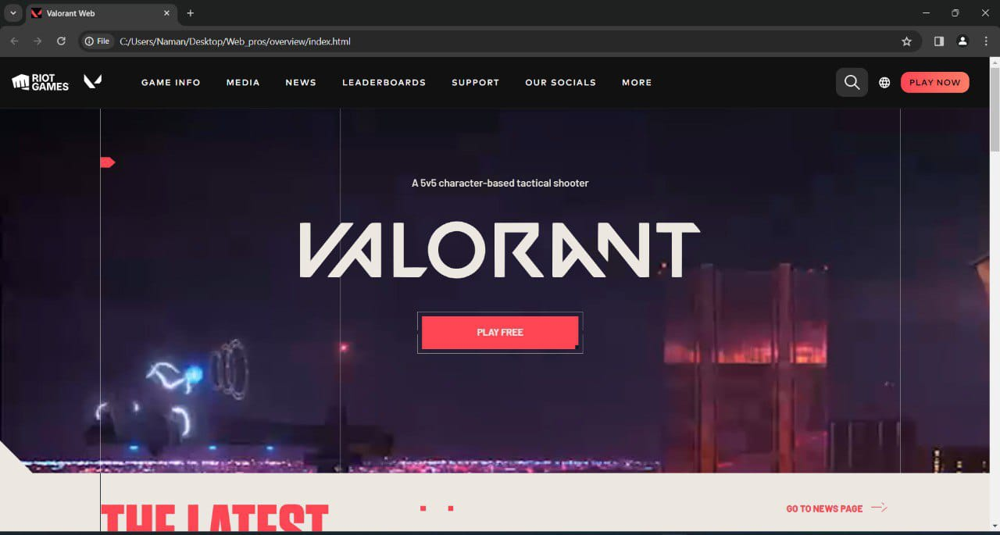 Valorant Web
File C:/Users/Naman/Desktop/Web_pros/overview/index.html
RIOT
GAMES
GAME INFO MEDIA NEWS LEADERBOARDS SUPPORT OUR SOCIALS MORE PLAY NOW
A 5v5 character-based tactical shooter
VALORANT
PLAY FREE
THE LATEST
GO TO NEWS PAGE